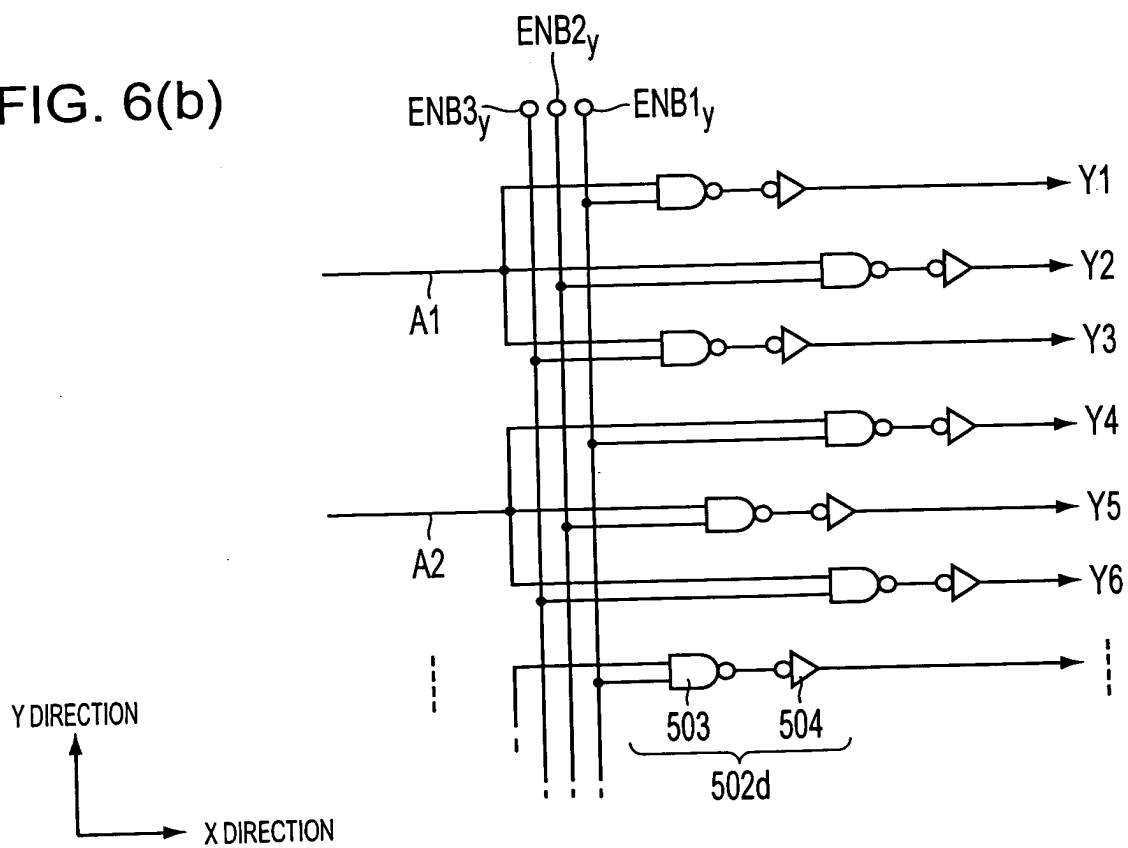 FIG. 6(b)
ENB2y
ENB3y
ENB1y
Y1
Y2
A1
Y3
Y4
Y5
A2
Y6
503
504
502d
Y DIRECTION
X DIRECTION